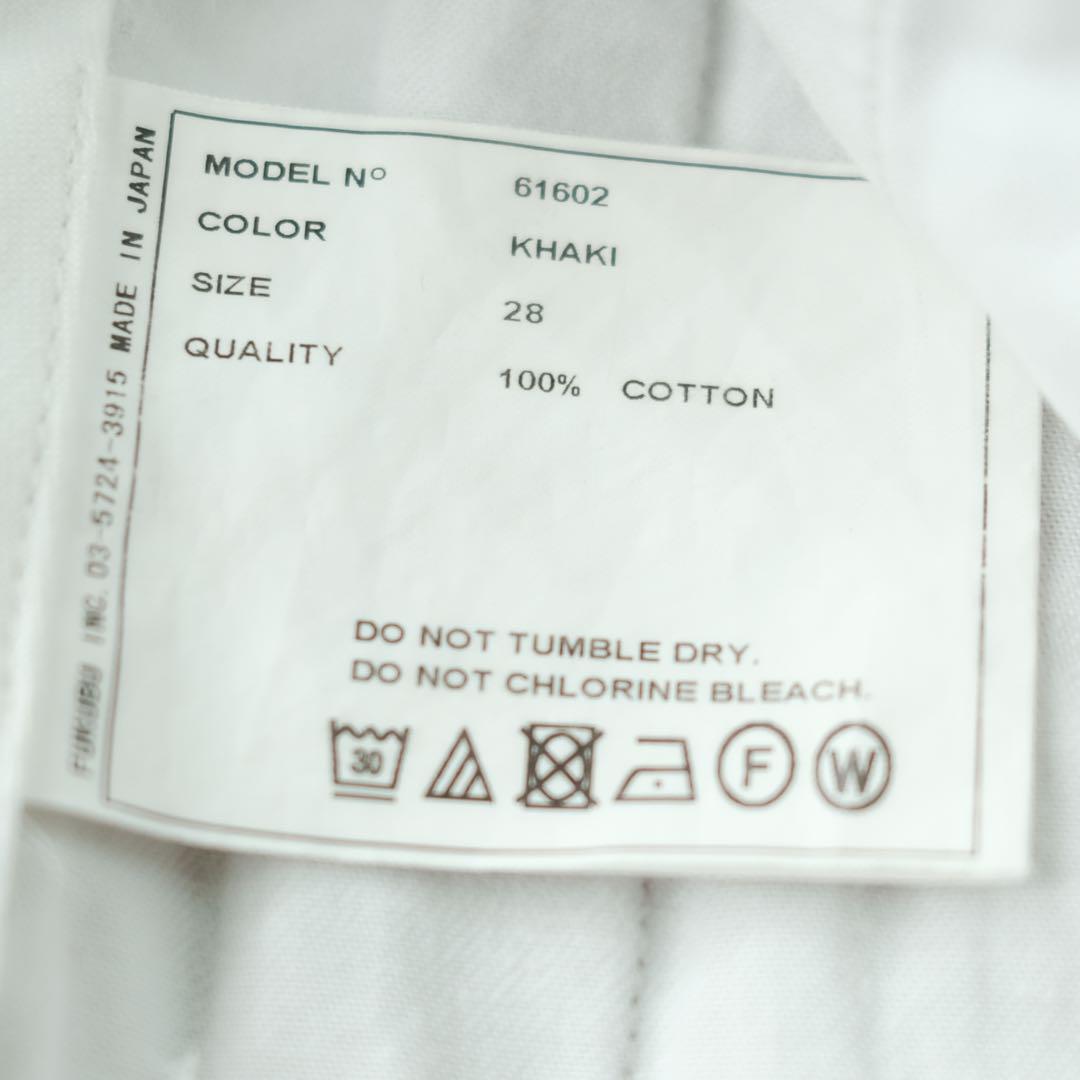 MODEL Nº 61602
COLOR KHAKI
SIZE 28
QUALITY 100% COTTON
DO NOT TUMBLE DRY.
DO NOT CHLORINE BLEACH.
30 F W
FUKUBU INC. 03-5724-3915 MADE IN JAPAN